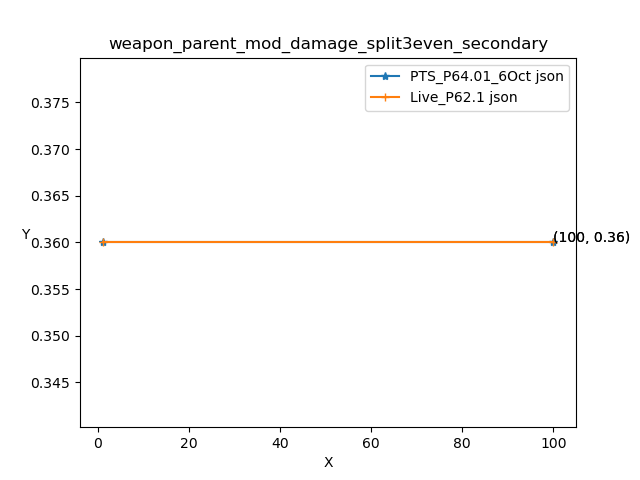 weapon_parent_mod_damage_split3even_secondary
PTS_P64.01_6Oct json
Live_P62.1 json
0.375
0.370
0.365
Y
0.360
(100, 0.36)
0.355
0.350
0.345
0 20 40 60 80 100
X